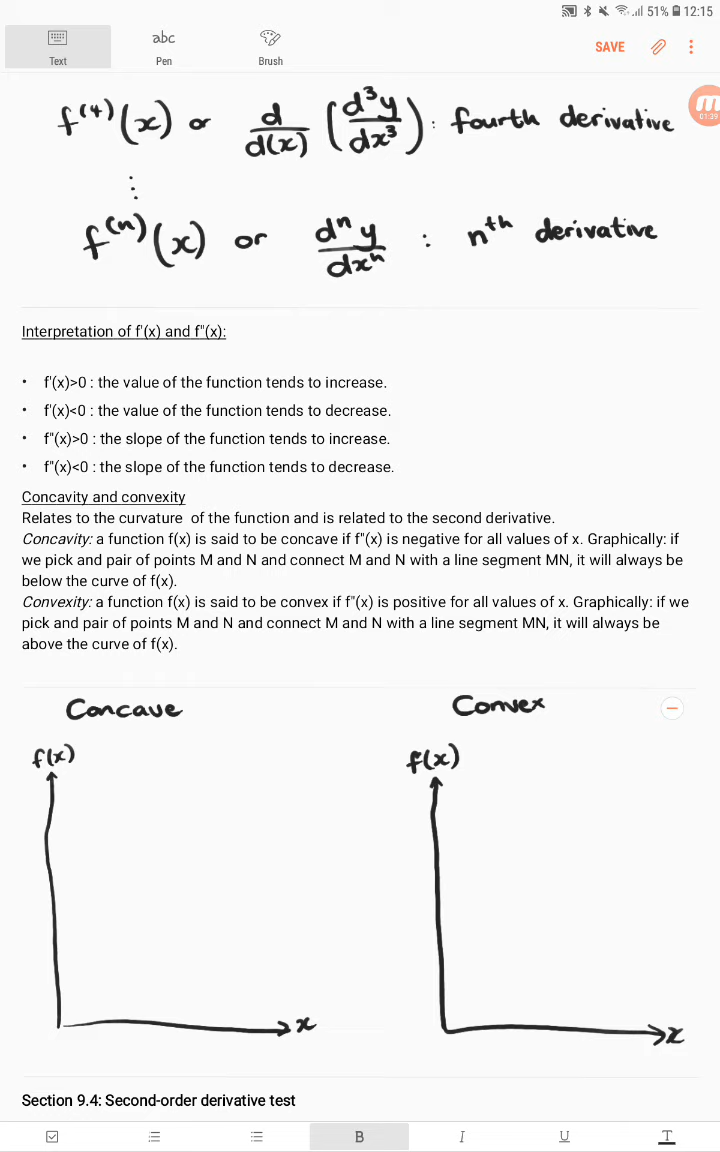 51% 12:15
abc
SAVE
Text Pen Brush
f⁽⁴⁾(x) or d/d(x) (d³y/dx³) : fourth derivative
01:39
⋮
f⁽ⁿ⁾(x) or dⁿy/dxⁿ : nᵗʰ derivative
Interpretation of f'(x) and f"(x):
• f'(x)>0 : the value of the function tends to increase.
• f'(x)<0 : the value of the function tends to decrease.
• f"(x)>0 : the slope of the function tends to increase.
• f"(x)<0 : the slope of the function tends to decrease.
Concavity and convexity
Relates to the curvature of the function and is related to the second derivative.
Concavity: a function f(x) is said to be concave if f"(x) is negative for all values of x. Graphically: if
we pick and pair of points M and N and connect M and N with a line segment MN, it will always be
below the curve of f(x).
Convexity: a function f(x) is said to be convex if f"(x) is positive for all values of x. Graphically: if we
pick and pair of points M and N and connect M and N with a line segment MN, it will always be
above the curve of f(x).
Concave Convex
f(x) f(x)
x x
Section 9.4: Second-order derivative test
B I U T